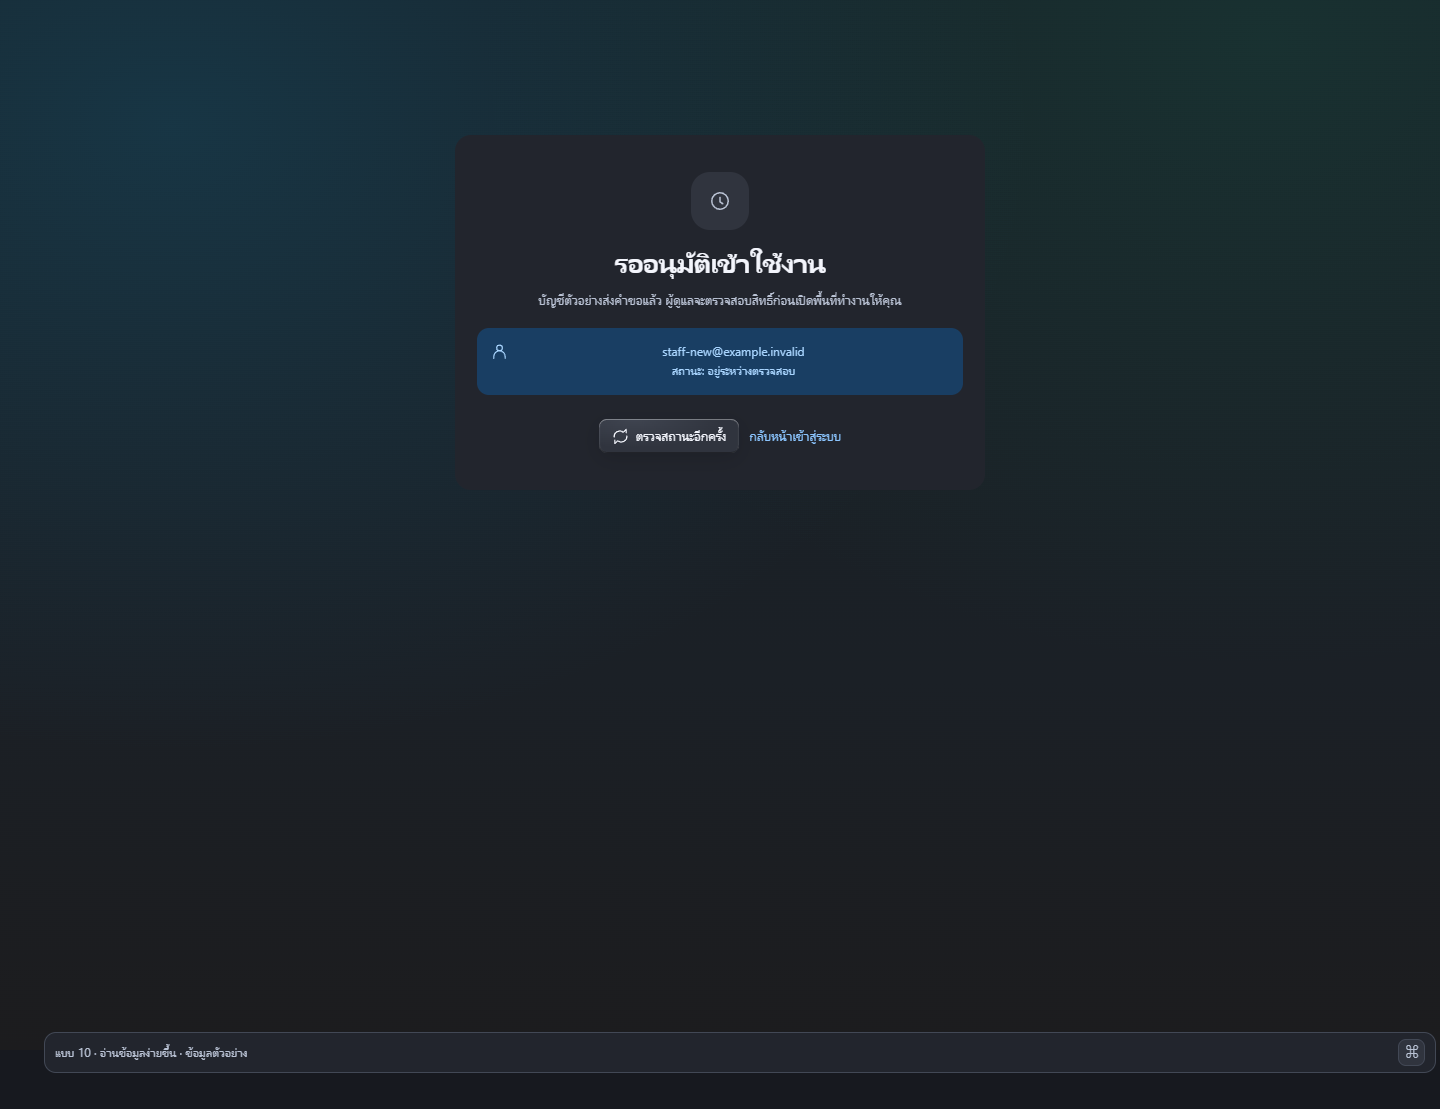 รออนุมัติเข้าใช้งาน
บัญชีตัวอย่างส่งคำขอแล้ว ผู้ดูแลจะตรวจสอบสิทธิ์ก่อนเปิดพื้นที่ทำงานให้คุณ
staff-new@example.invalid
สถานะ: อยู่ระหว่างตรวจสอบ
ตรวจสถานะอีกครั้ง กลับหน้าเข้าสู่ระบบ
แบบ 10 · อ่านข้อมูลง่ายขึ้น · ข้อมูลตัวอย่าง ⌘